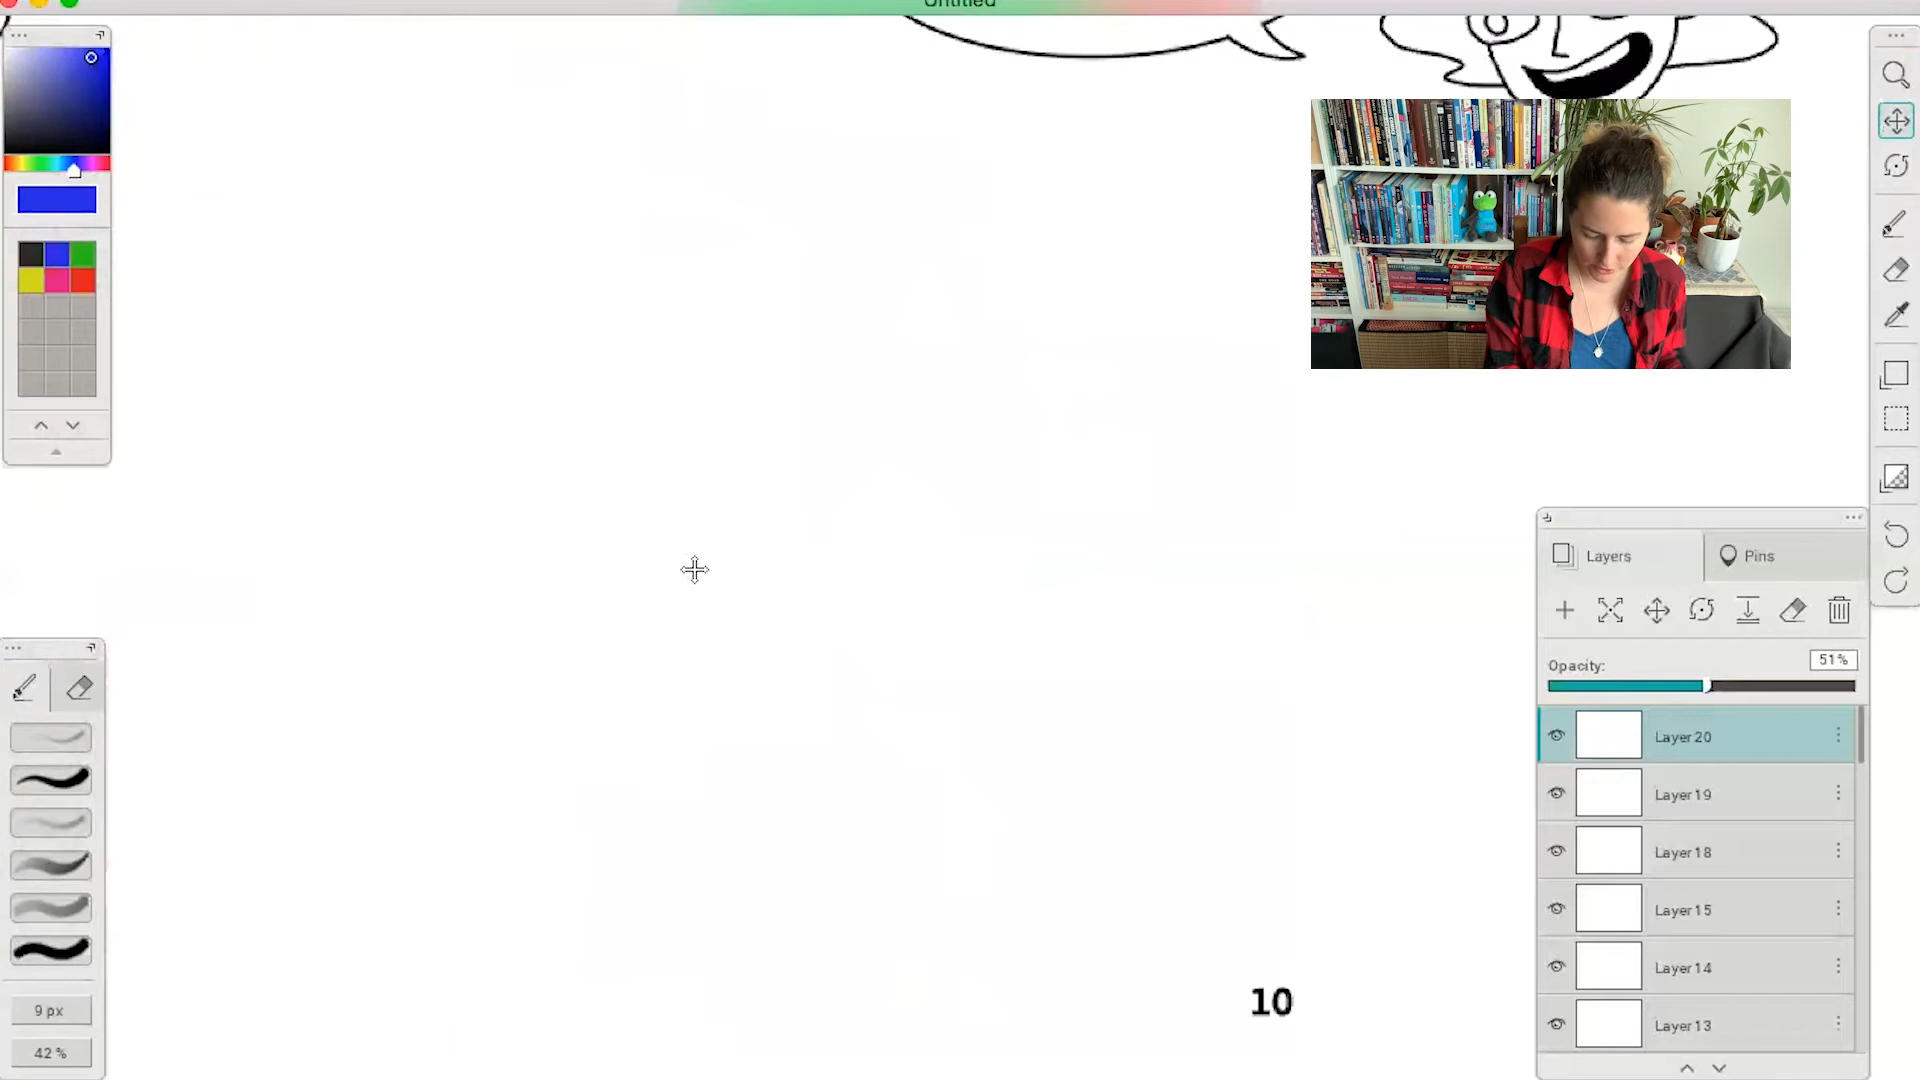 Untitled
Layers
Pins
Opacity:
51%
Layer 20
Layer 19
Layer 18
Layer 15
Layer 14
Layer 13
9 px
42 %
10